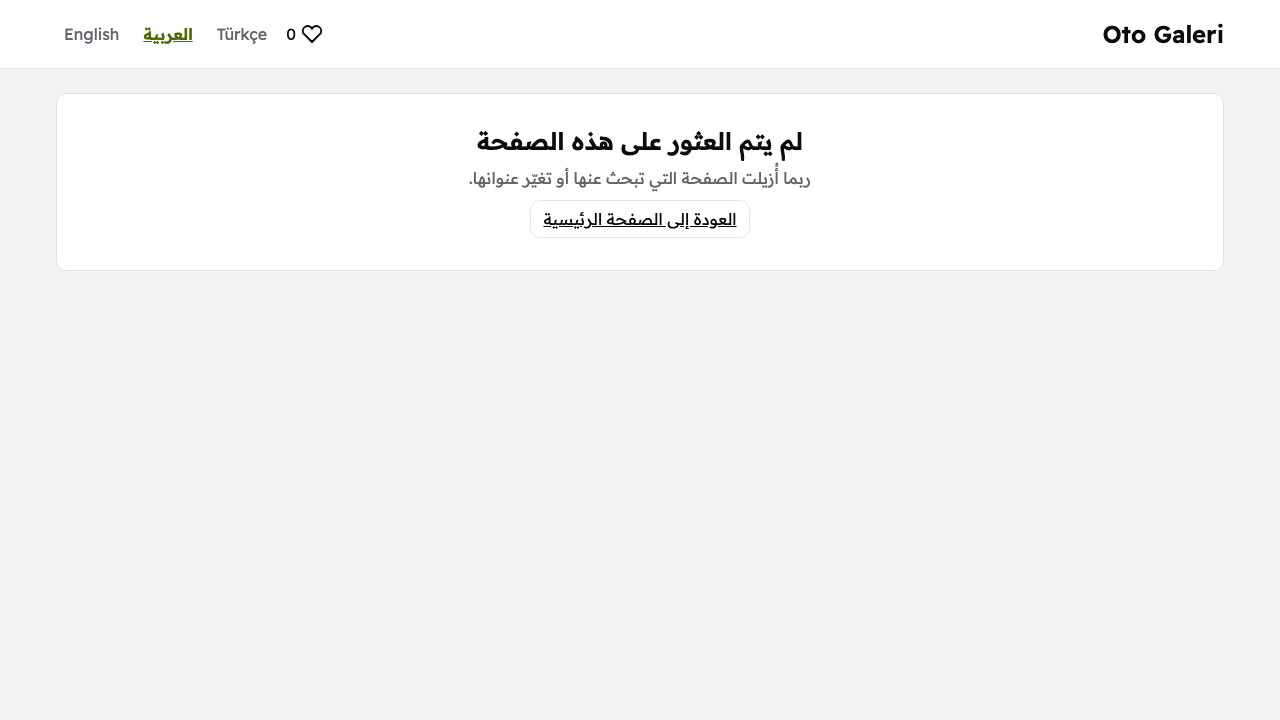 Oto Galeri
0
Türkçe
العربية
English
لم يتم العثور على هذه الصفحة
ربما أُزيلت الصفحة التي تبحث عنها أو تغيّر عنوانها.
العودة إلى الصفحة الرئيسية